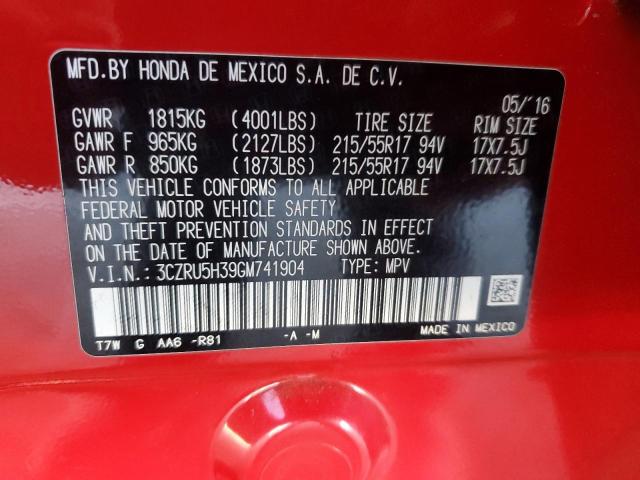 MFD.BY HONDA DE MEXICO S.A. DE C.V.
05/'16
GVWR 1815KG (4001LBS) TIRE SIZE RIM SIZE
GAWR F 965KG (2127LBS) 215/55R17 94V 17X7.5J
GAWR R 850KG (1873LBS) 215/55R17 94V 17X7.5J
THIS VEHICLE CONFORMS TO ALL APPLICABLE
FEDERAL MOTOR VEHICLE SAFETY
AND THEFT PREVENTION STANDARDS IN EFFECT
ON THE DATE OF MANUFACTURE SHOWN ABOVE.
V.I.N.: 3CZRU5H39GM741904 TYPE: MPV
T7W G AA6 -R81 -A -M MADE IN MEXICO